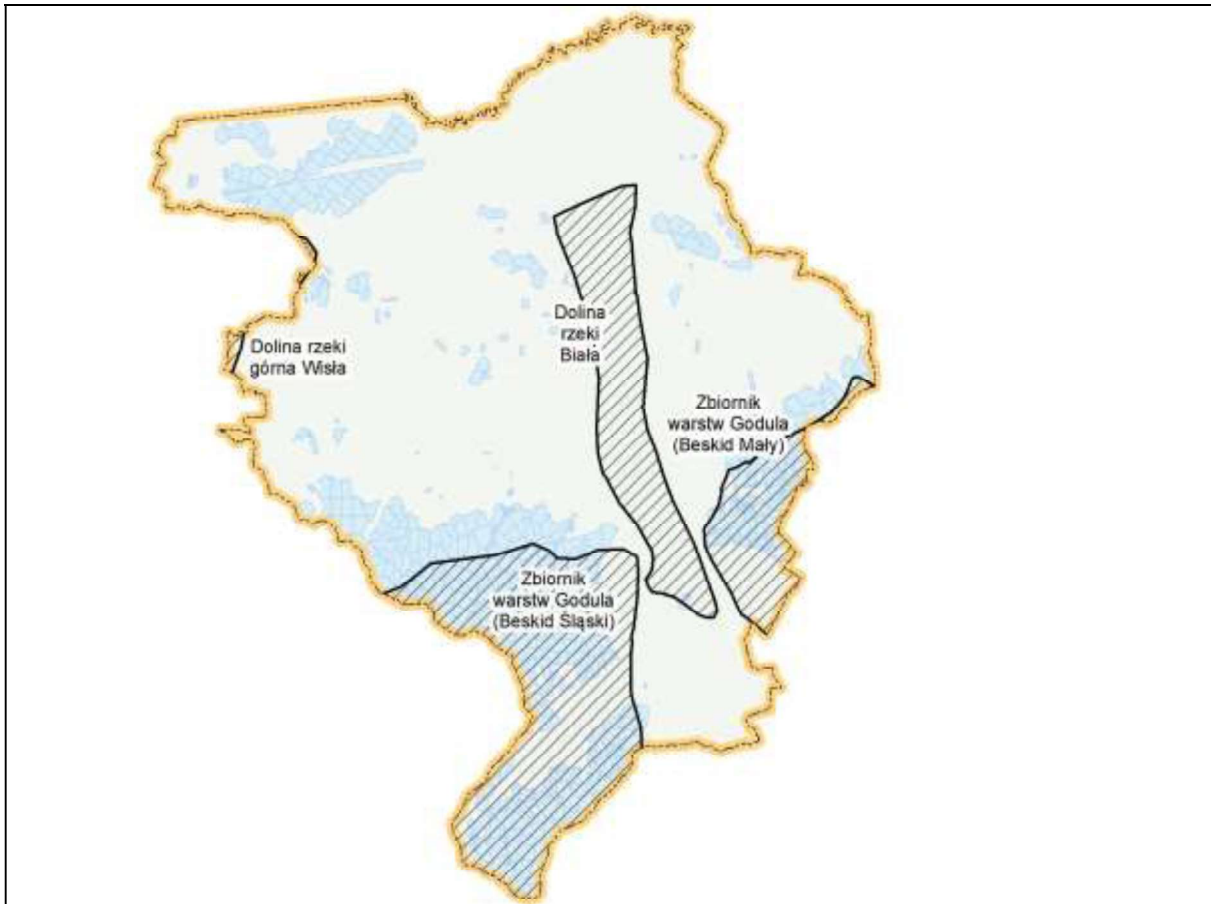 Dolina
rzeki
Biała
Dolina rzeki
górna Wisła
Zbiornik
warstw Godula
(Beskid Mały)
Zbiornik
warstw Godula
(Beskid Śląski)